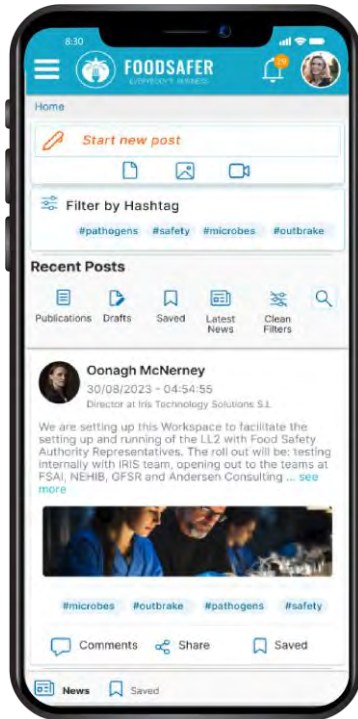 8:30
FOODSAFER
EVERYBODY'S BUSINESS
29
Home
Start new post
Filter by Hashtag
#pathogens #safety #microbes #outbrake
Recent Posts
Publications Drafts Saved Latest News Clean Filters
Oonagh McNerney
30/08/2023 - 04:54:55
Director at Iris Technology Solutions S.L
We are setting up this Workspace to facilitate the
setting up and running of the LL2 with Food Safety
Authority Representatives. The roll out will be: testing
internally with IRIS team, opening out to the teams at
FSAI, NEHIB, GFSR and Andersen Consulting ... see
more
#microbes #outbrake #pathogens #safety
Comments Share Saved
News Saved